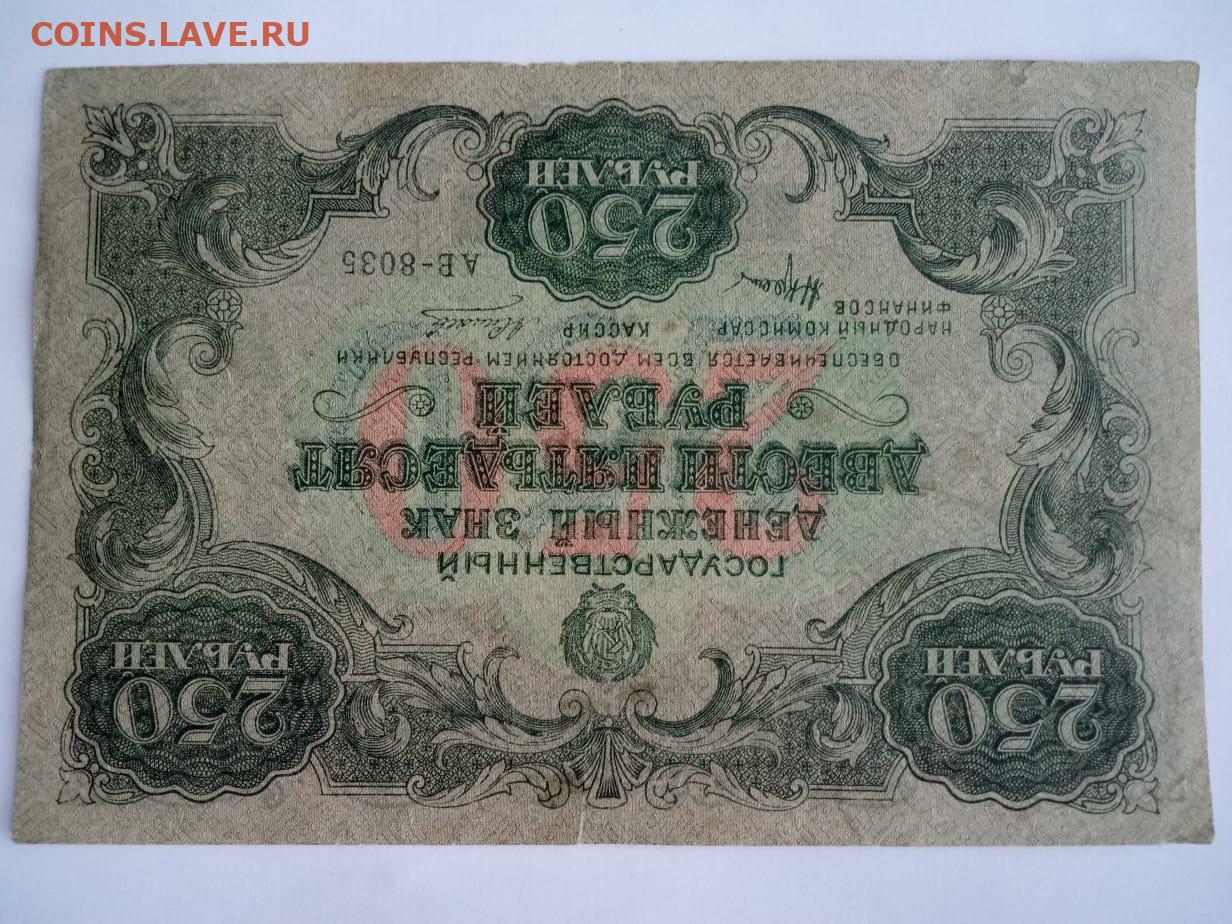 COINS.LAVE.RU
ГОСУДАРСТВЕННЫЙ
ДЕНЕЖНЫЙ ЗНАК
ДВЕСТИ ПЯТЬДЕСЯТ
РУБЛЕЙ
ОБЕСПЕЧИВАЕТСЯ ВСЕМ ДОСТОЯНИЕМ РЕСПУБЛИКИ
НАРОДНЫЙ КОМИССАР
ФИНАНСОВ
КАССИР
АВ-8035
250
РУБЛЕЙ
250
РУБЛЕЙ
250
РУБЛЕЙ
250